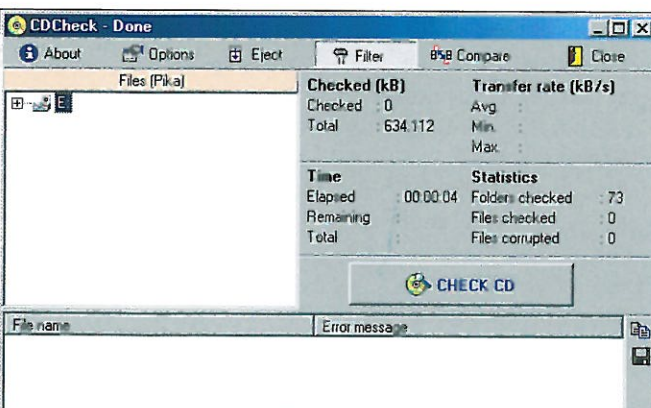 CDCheck - Done
About Options Eject Filter Compare Close
Files (Pika)
E
Checked (kB)
Checked : 0
Total : 634.112
Transfer rate (kB/s)
Avg. :
Min. :
Max. :
Time
Elapsed : 00:00:04
Remaining :
Total :
Statistics
Folders checked : 73
Files checked : 0
Files corrupted : 0
CHECK CD
File name Error message